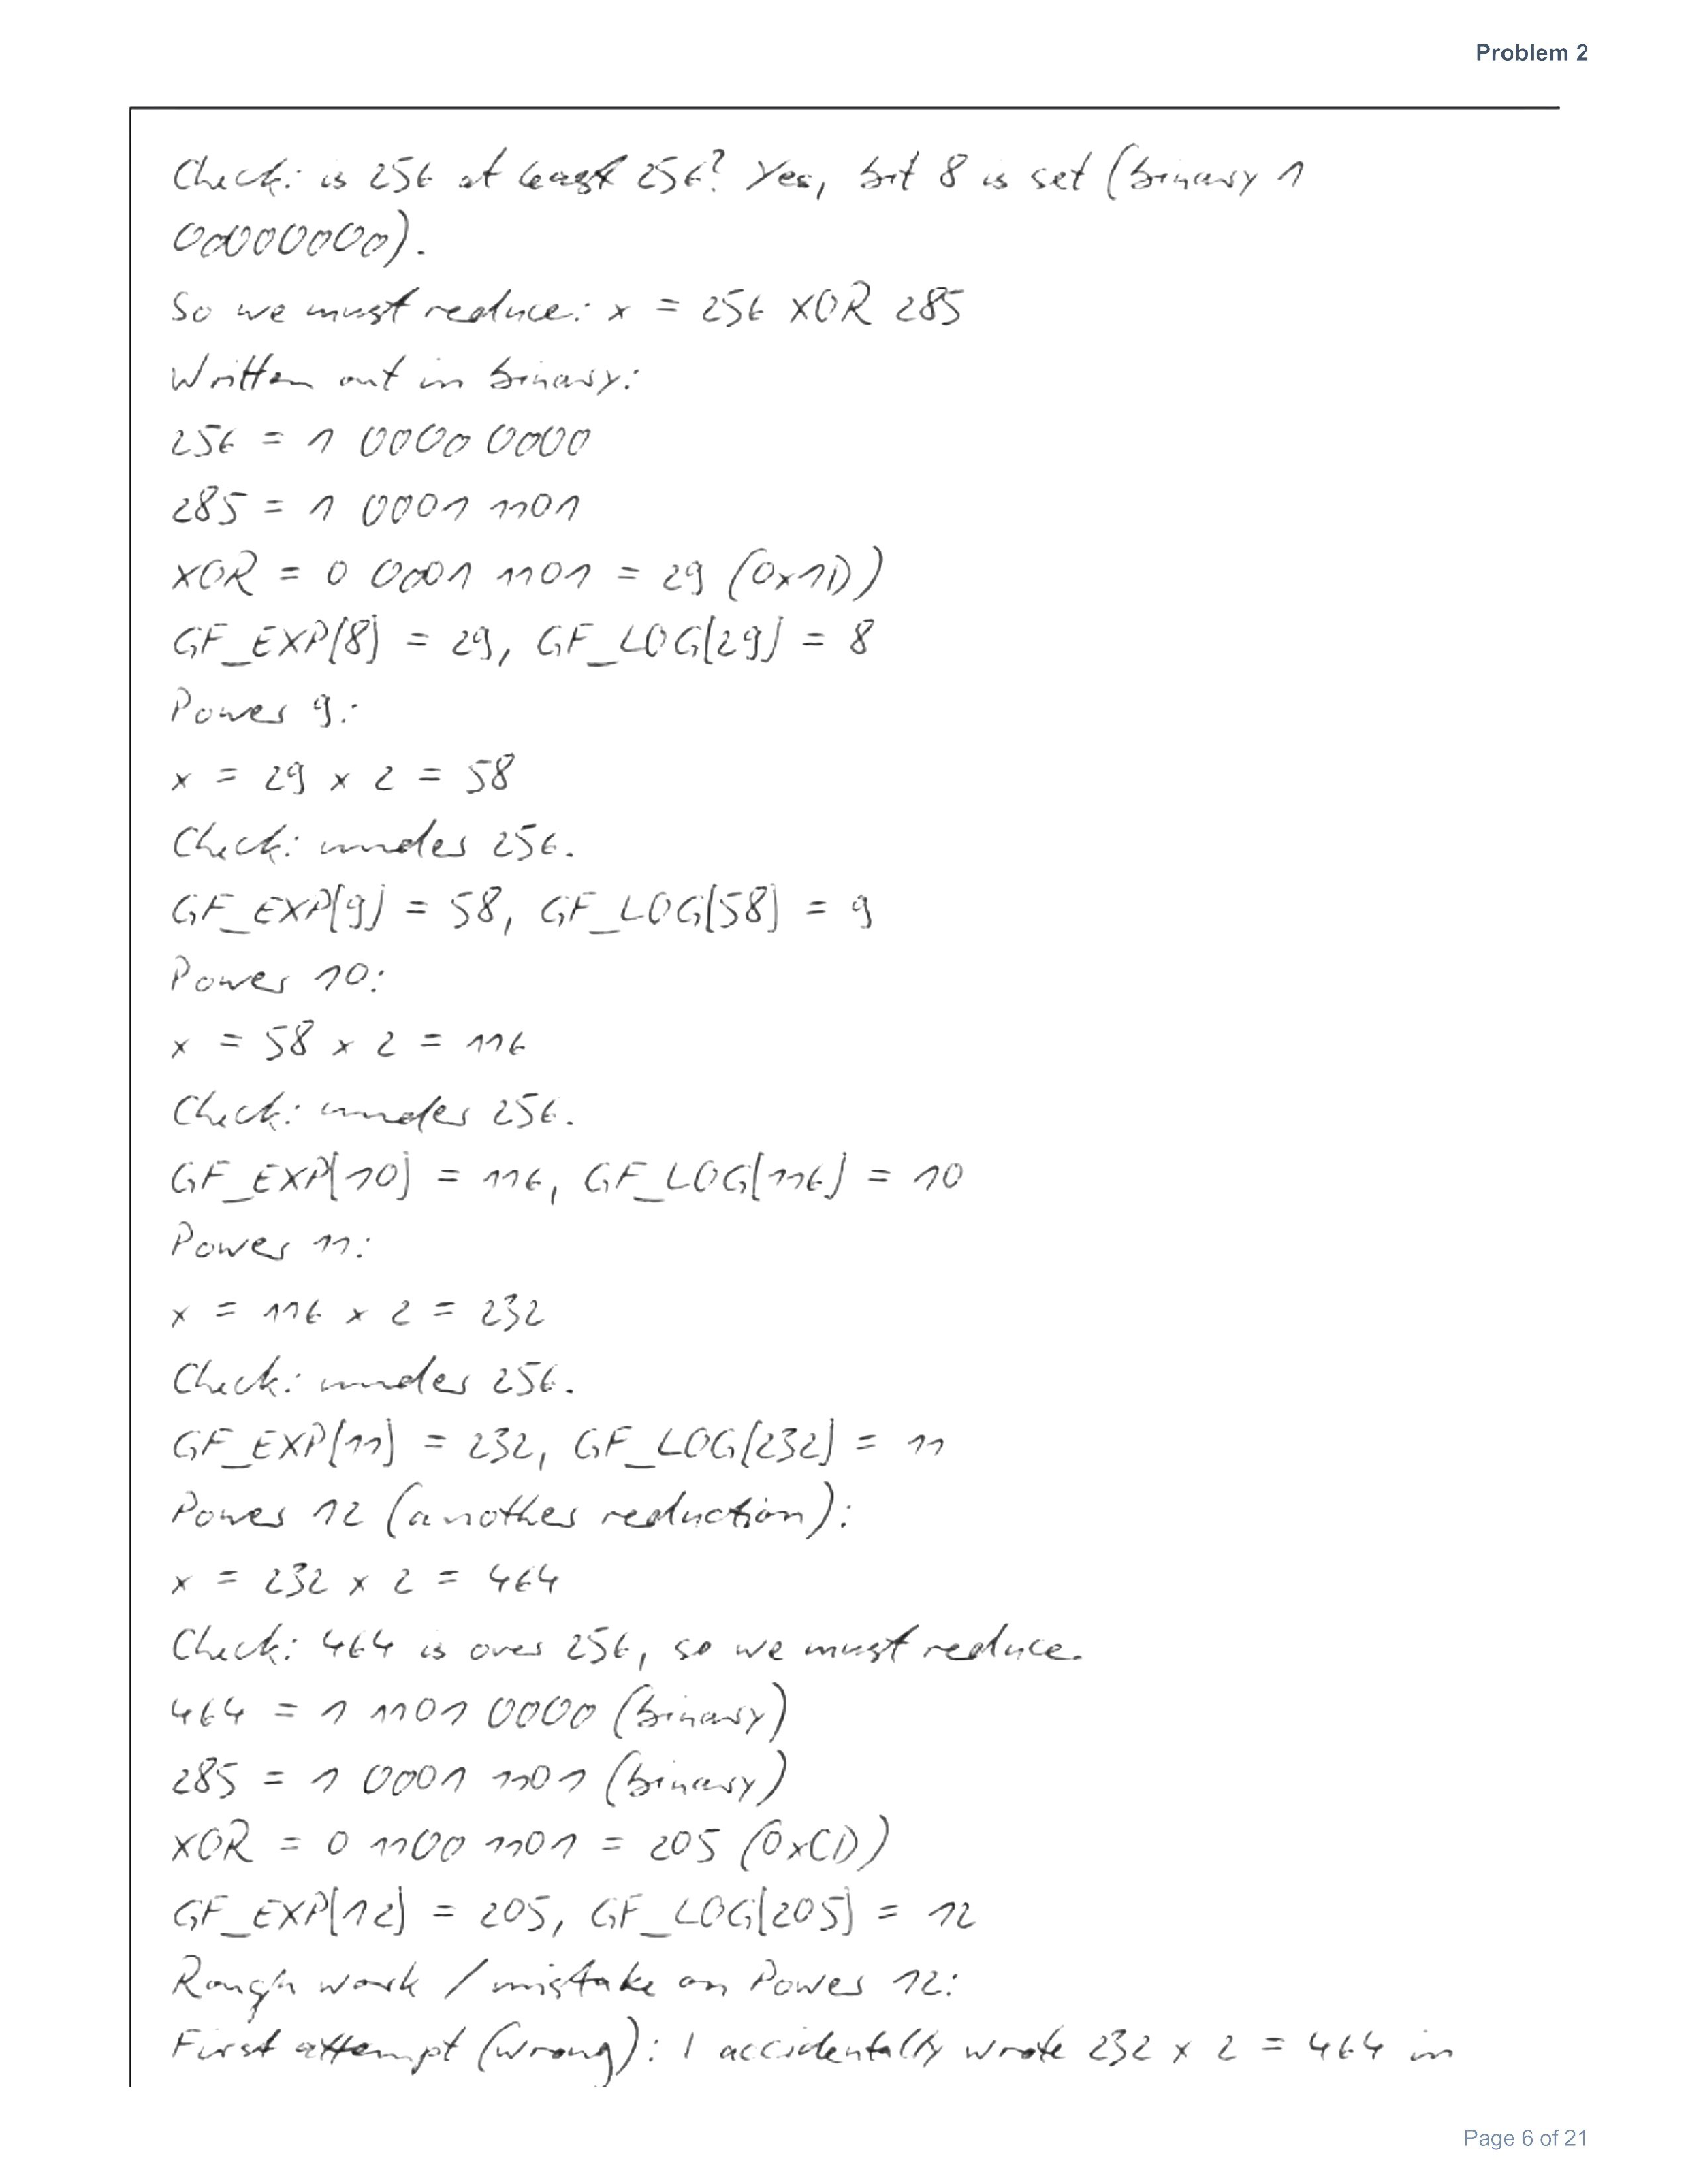 Problem 2
Check: is 256 at least 256? Yes, bit 8 is set (binary 1
00000000).
So we must reduce: x = 256 XOR 285
Written out in binary:
256 = 1 0000 0000
285 = 1 0001 1101
XOR = 0 0001 1101 = 29 (0x1D)
GF_EXP[8] = 29, GF_LOG[29] = 8
Power 9:
x = 29 x 2 = 58
Check: under 256.
GF_EXP[9] = 58, GF_LOG[58] = 9
Power 10:
x = 58 x 2 = 116
Check: under 256.
GF_EXP[10] = 116, GF_LOG[116] = 10
Power 11:
x = 116 x 2 = 232
Check: under 256.
GF_EXP[11] = 232, GF_LOG[232] = 11
Power 12 (another reduction):
x = 232 x 2 = 464
Check: 464 is over 256, so we must reduce.
464 = 1 1101 0000 (binary)
285 = 1 0001 1101 (binary)
XOR = 0 1100 1101 = 205 (0xCD)
GF_EXP[12] = 205, GF_LOG[205] = 12
Rough work / mistake on Power 12:
First attempt (wrong): I accidentally wrote 232 x 2 = 464 in
Page 6 of 21